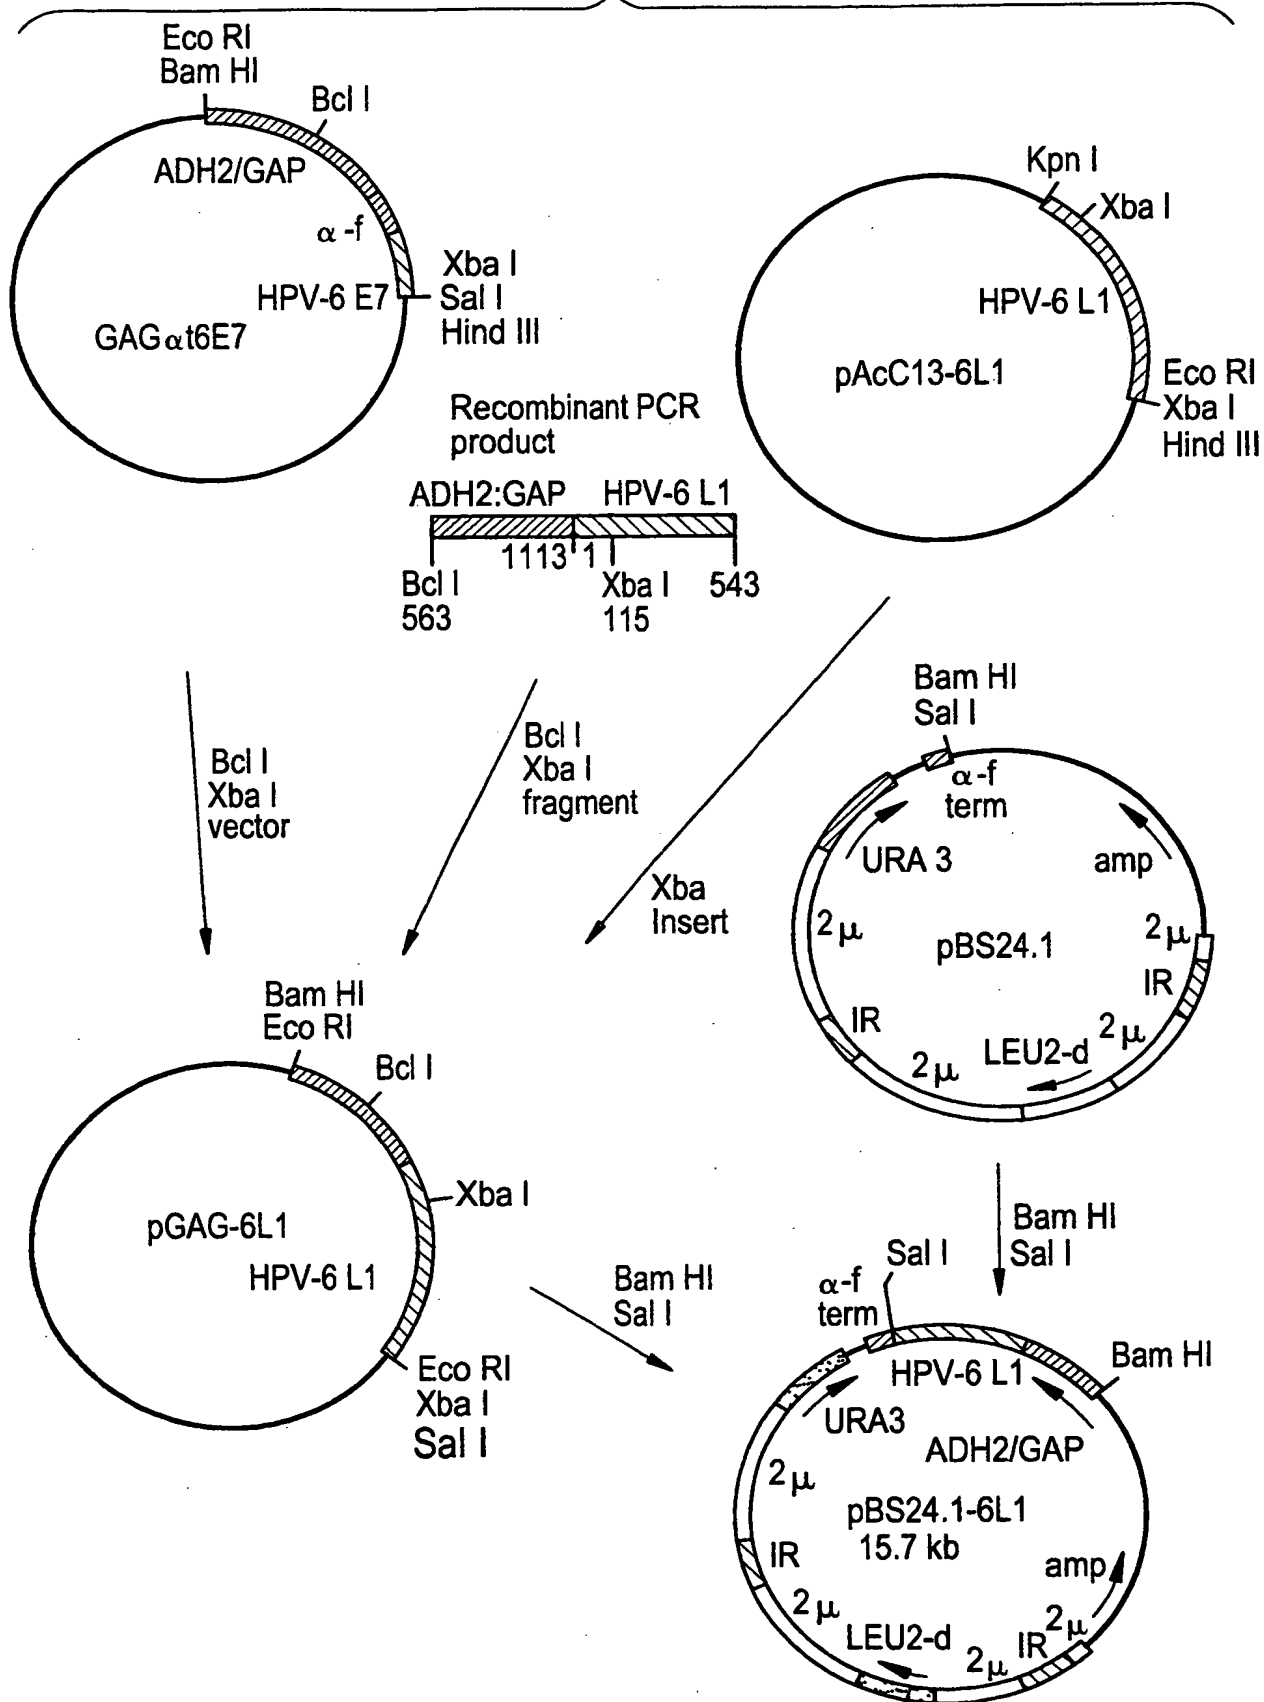 Eco RI
Bam HI
Bcl I
ADH2/GAP
α-f
HPV-6 E7
Xba I
Sal I
Hind III
GAGαt6E7
Kpn I
Xba I
HPV-6 L1
pAcC13-6L1
Eco RI
Xba I
Hind III
Recombinant PCR
product
ADH2:GAP HPV-6 L1
1113 1
Bcl I Xba I 543
563 115
Bcl I
Xba I
vector
Bcl I
Xba I
fragment
Xba
Insert
Bam HI
Sal I
α-f
term
URA 3
amp
2μ
pBS24.1
2μ
IR
IR
2μ
LEU2-d
2μ
Bam HI
Eco RI
Bcl I
Xba I
pGAG-6L1
HPV-6 L1
Eco RI
Xba I
Sal I
Bam HI
Sal I
Bam HI
Sal I
Sal I
α-f
term
HPV-6 L1
Bam HI
URA3
ADH2/GAP
2μ
pBS24.1-6L1
15.7 kb
IR
amp
2μ
LEU2-d
2μ
IR
2μ